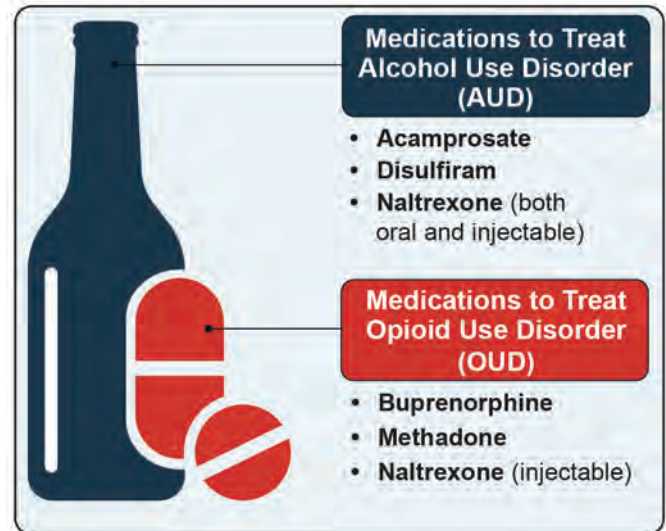 Medications to Treat
Alcohol Use Disorder
(AUD)
• Acamprosate
• Disulfiram
• Naltrexone (both
oral and injectable)
Medications to Treat
Opioid Use Disorder
(OUD)
• Buprenorphine
• Methadone
• Naltrexone (injectable)